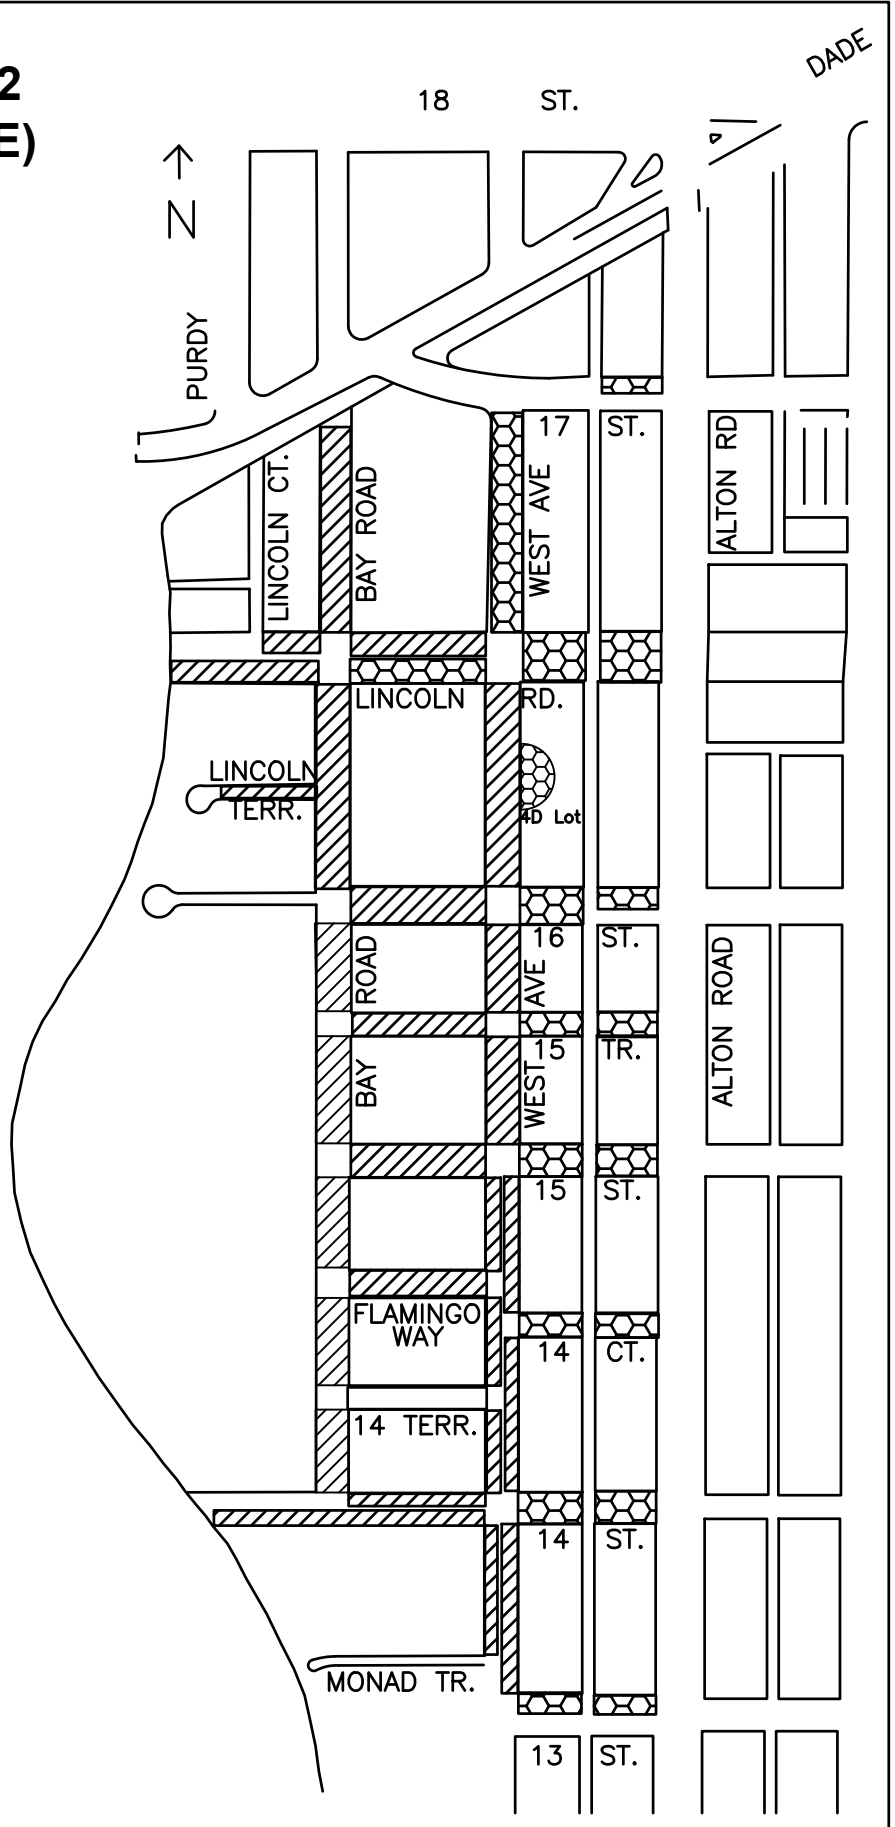 DADE
2
18 ST.
E)
N
PURDY
17 ST.
ALTON RD
LINCOLN CT.
BAY ROAD
WEST AVE
LINCOLN RD.
LINCOLN
TERR.
4D Lot
16 ST.
ROAD
AVE
ALTON ROAD
15 TR.
BAY
WEST
15 ST.
FLAMINGO
WAY
14 CT.
14 TERR.
14 ST.
MONAD TR.
13 ST.